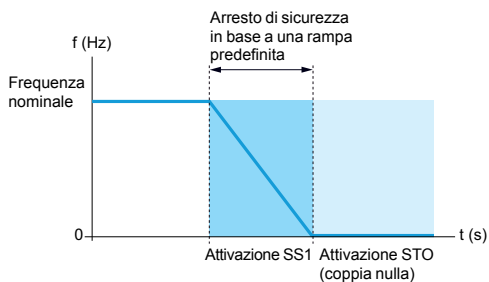 Arresto di sicurezza
in base a una rampa
predefinita
f (Hz)
Frequenza
nominale
0
t (s)
Attivazione SS1
Attivazione STO
(coppia nulla)